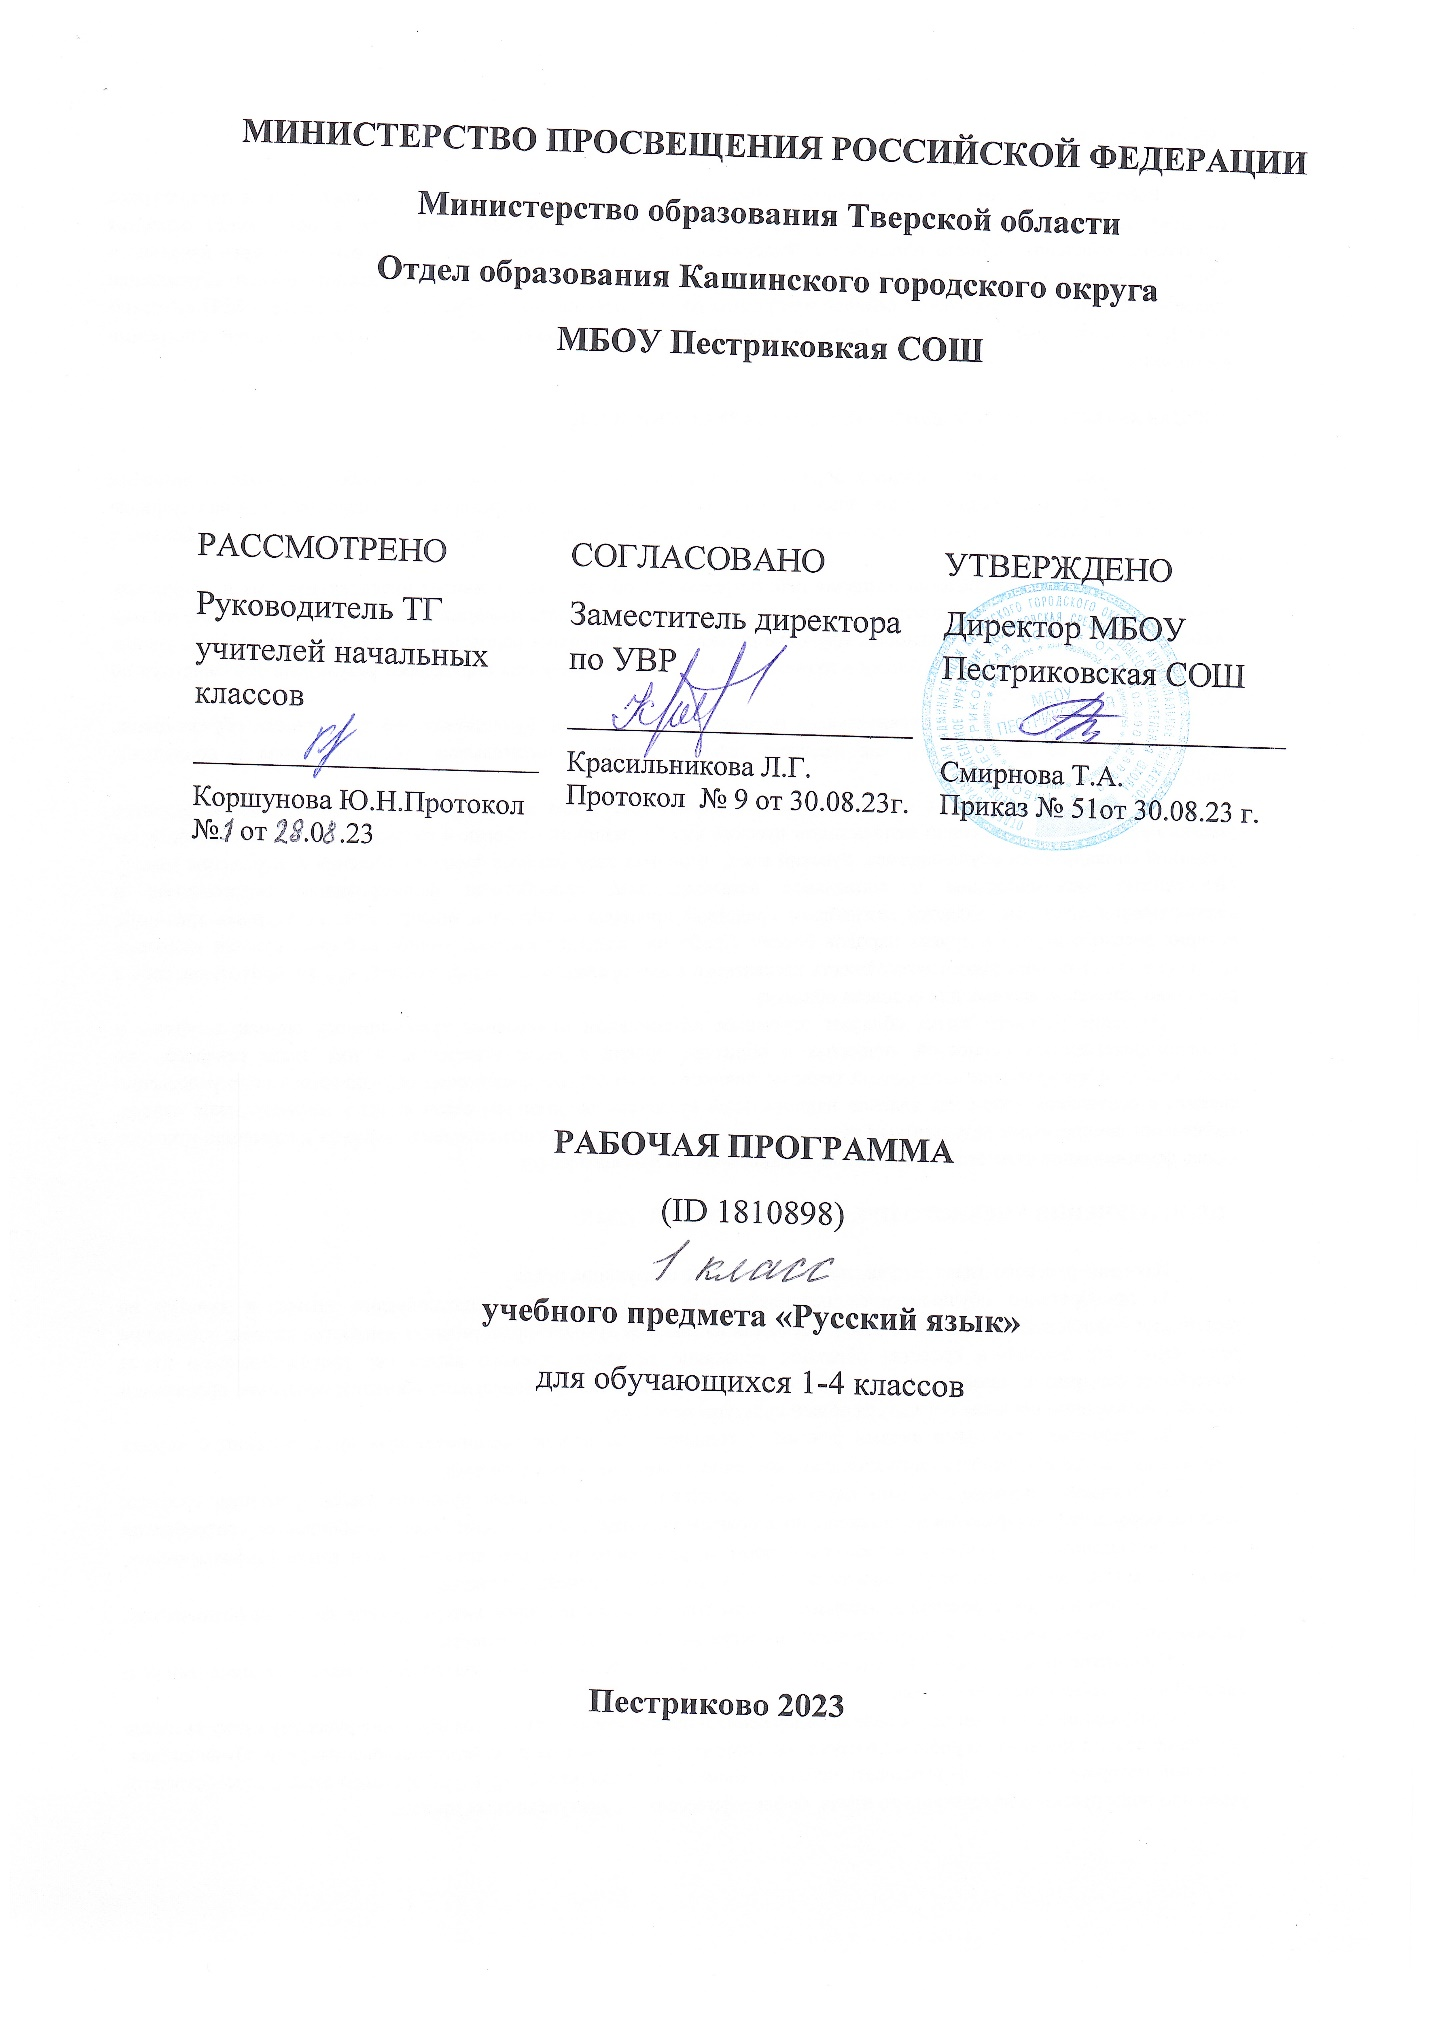 МИНИСТЕРСТВО ПРОСВЕЩЕНИЯ РОССИЙСКОЙ ФЕДЕРАЦИИ
Министерство образования Тверской области
Отдел образования Кашинского городского округа
МБОУ Пестриковкая СОШ
РАССМОТРЕНО
Руководитель ТГ
учителей начальных
классов
Коршунова Ю.Н.Протокол
№1 от 28.08.23
СОГЛАСОВАНО
Заместитель директора
по УВР
Красильникова Л.Г.
Протокол № 9 от 30.08.23г.
УТВЕРЖДЕНО
Директор МБОУ
Пестриковская СОШ
Смирнова Т.А.
Приказ № 51от 30.08.23 г.
РАБОЧАЯ ПРОГРАММА
(ID 1810898)
1 класс
учебного предмета «Русский язык»
для обучающихся 1-4 классов
Пестриково 2023